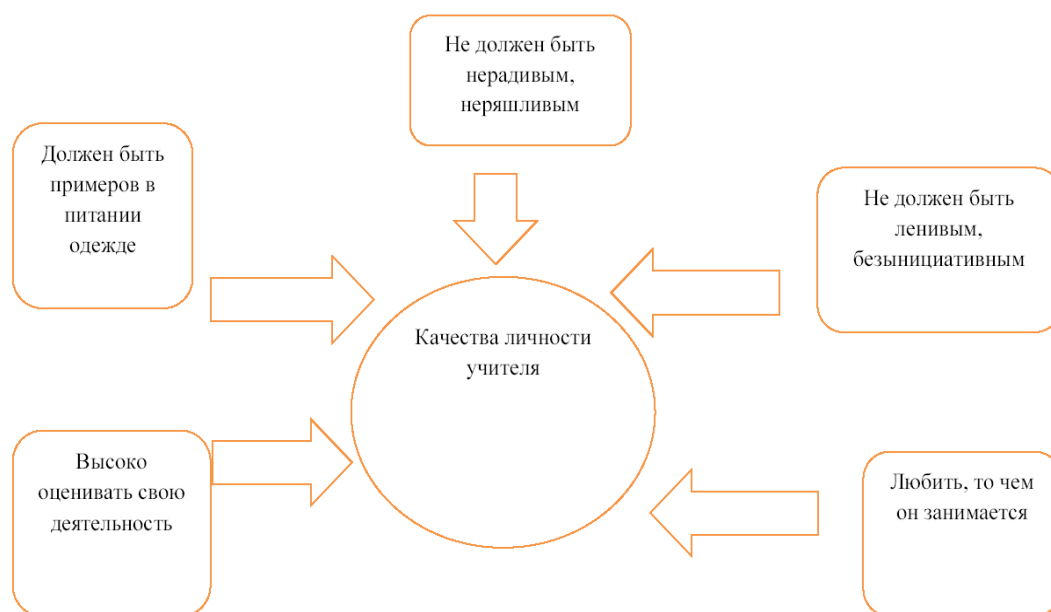 Не должен быть
нерадивым,
неряшливым
Должен быть
примеров в
питании
одежде
Не должен быть
ленивым,
безынициативным
Качества личности
учителя
Высоко
оценивать свою
деятельность
Любить, то чем
он занимается